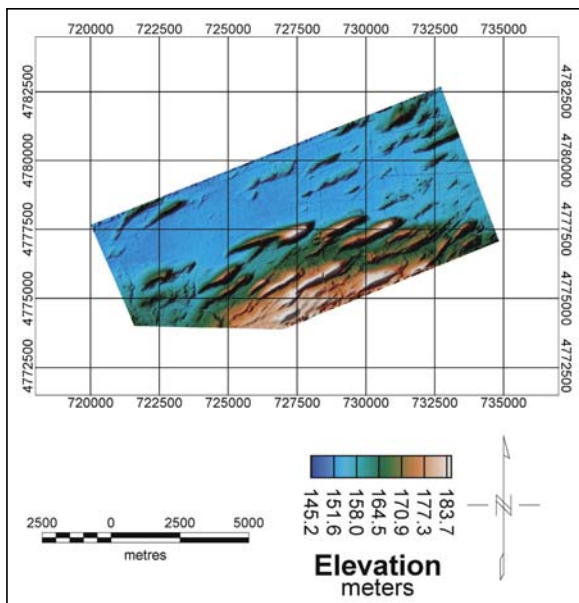 720000 722500 725000 727500 730000 732500 735000
4782500 4782500
4780000 4780000
4777500 4777500
4775000 4775000
4772500 4772500
720000 722500 725000 727500 730000 732500 735000
145.2 151.6 158.0 164.5 170.9 177.3 183.7
N
2500 0 2500 5000
metres
Elevation
meters